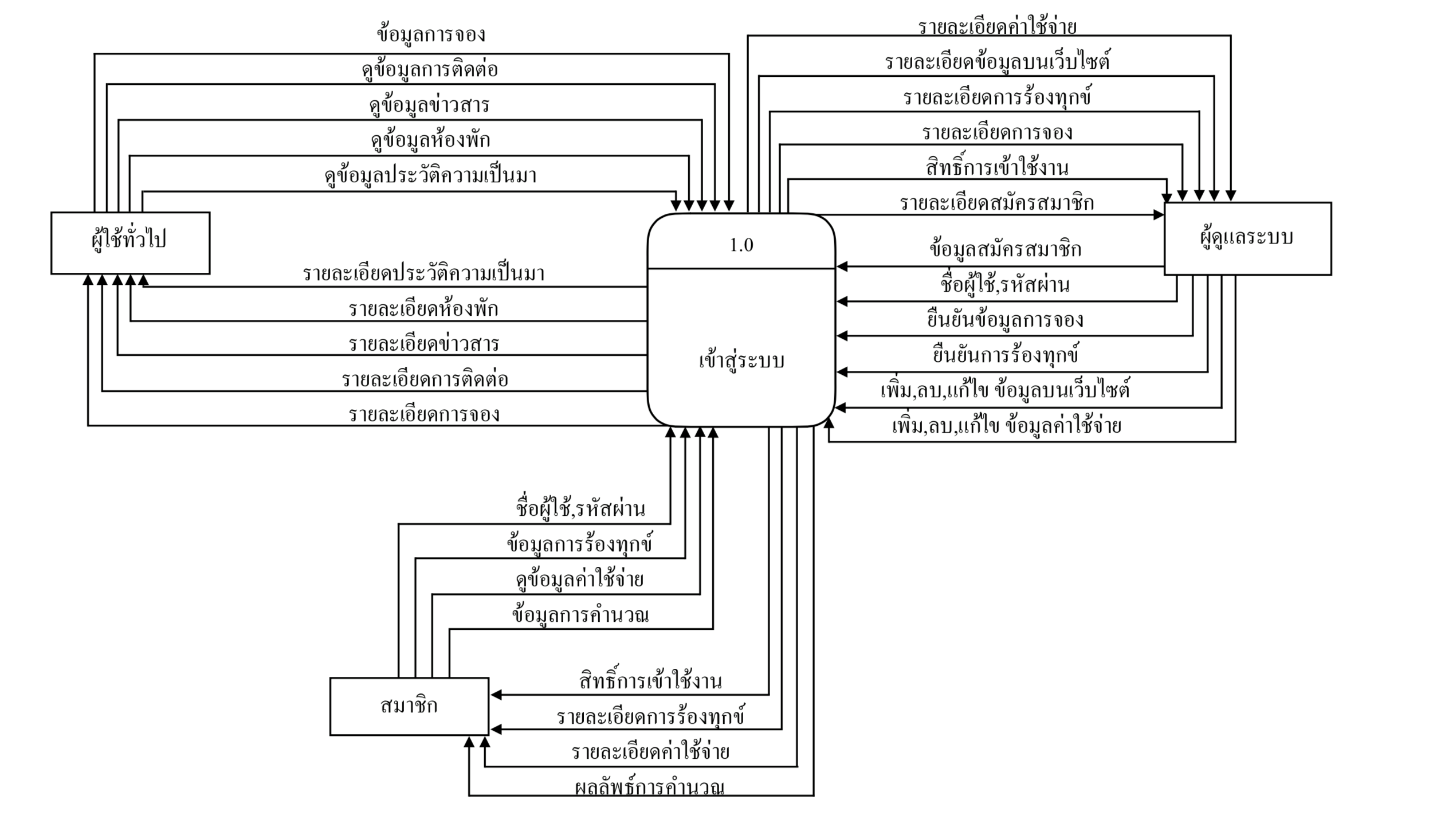 ข้อมูลการจอง
ดูข้อมูลการติดต่อ
ดูข้อมูลข่าวสาร
ดูข้อมูลห้องพัก
ดูข้อมูลประวัติความเป็นมา
ผู้ใช้ทั่วไป
รายละเอียดประวัติความเป็นมา
รายละเอียดห้องพัก
รายละเอียดข่าวสาร
รายละเอียดการติดต่อ
รายละเอียดการจอง
1.0
เข้าสู่ระบบ
รายละเอียดค่าใช้จ่าย
รายละเอียดข้อมูลบนเว็บไซต์
รายละเอียดการร้องทุกข์
รายละเอียดการจอง
สิทธิ์การเข้าใช้งาน
รายละเอียดสมัครสมาชิก
ผู้ดูแลระบบ
ข้อมูลสมัครสมาชิก
ชื่อผู้ใช้,รหัสผ่าน
ยืนยันข้อมูลการจอง
ยืนยันการร้องทุกข์
เพิ่ม,ลบ,แก้ไข ข้อมูลบนเว็บไซต์
เพิ่ม,ลบ,แก้ไข ข้อมูลค่าใช้จ่าย
ชื่อผู้ใช้,รหัสผ่าน
ข้อมูลการร้องทุกข์
ดูข้อมูลค่าใช้จ่าย
ข้อมูลการคำนวณ
สมาชิก
สิทธิ์การเข้าใช้งาน
รายละเอียดการร้องทุกข์
รายละเอียดค่าใช้จ่าย
ผลลัพธ์การคำนวณ